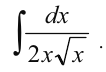 ∫ dx / 2x√x .